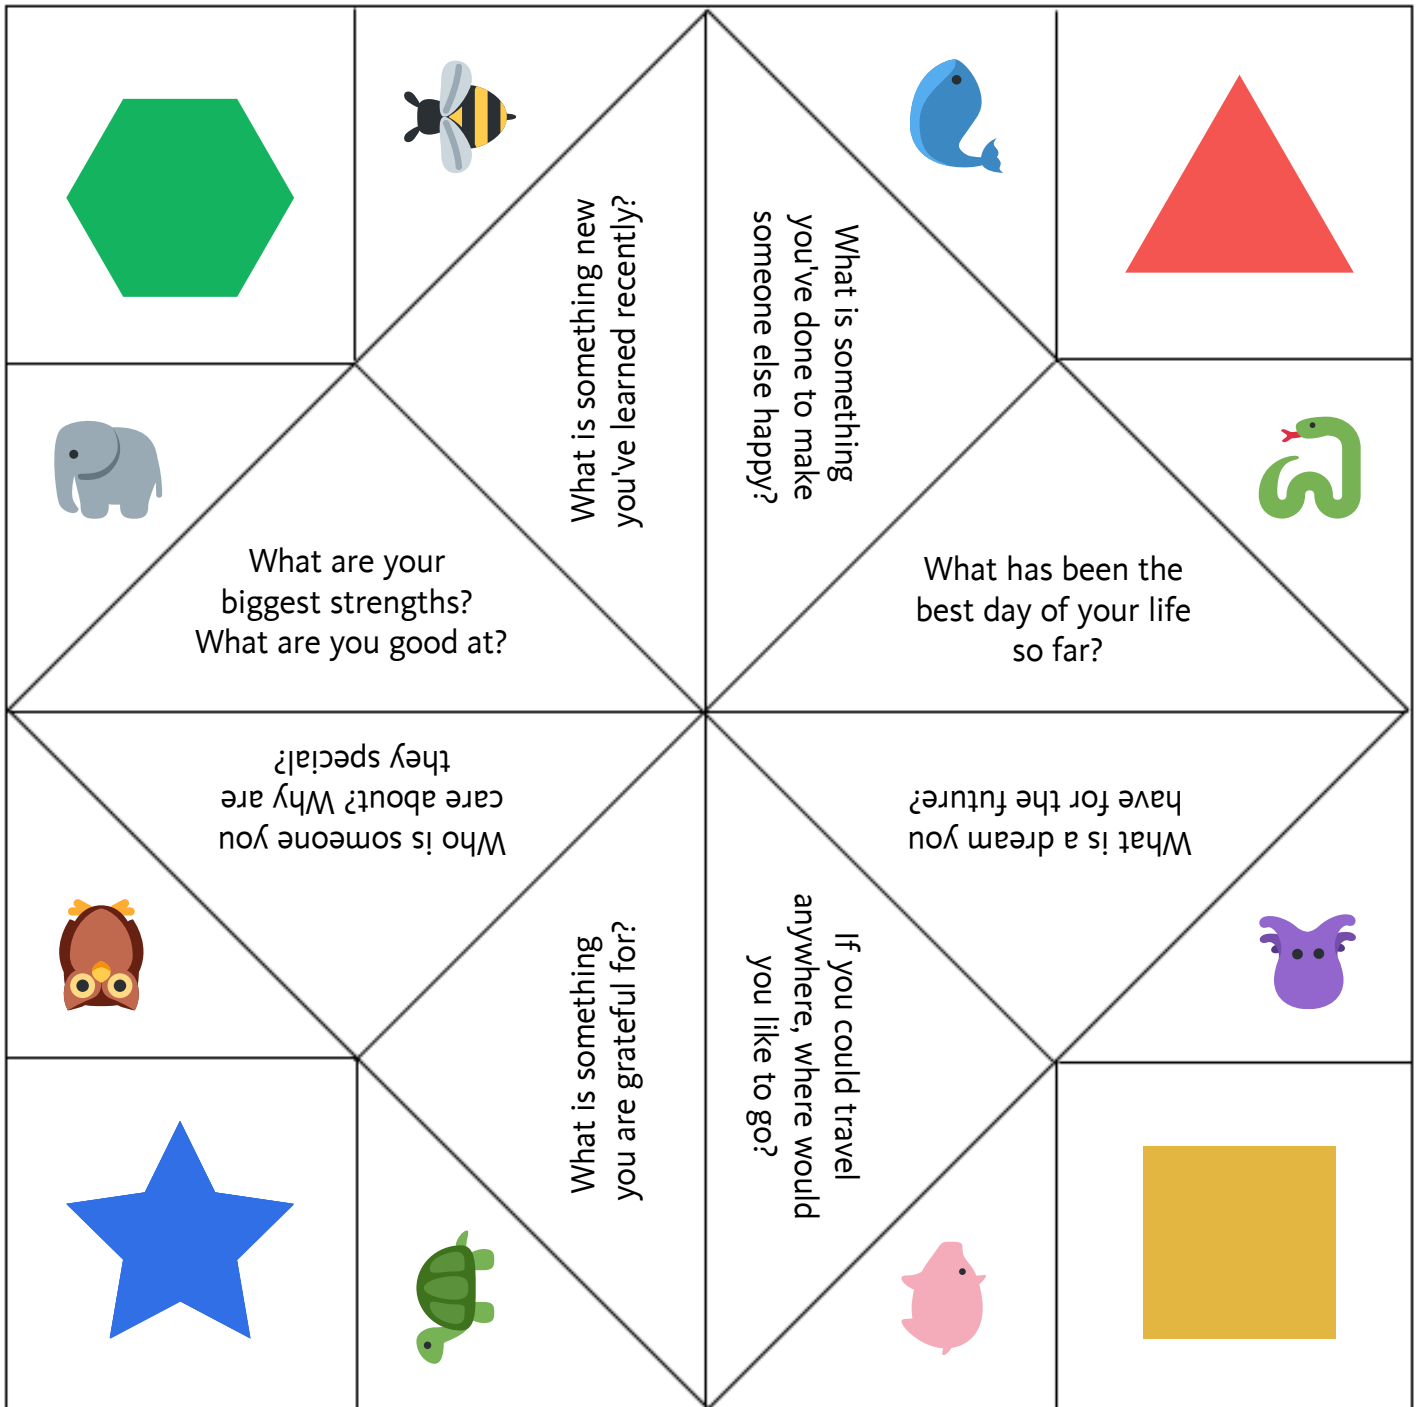 What is something new
you've learned recently?
What is something
you've done to make
someone else happy?
What are your
biggest strengths?
What are you good at?
What has been the
best day of your life
so far?
Who is someone you
care about? Why are
they special?
What is a dream you
have for the future?
What is something
you are grateful for?
If you could travel
anywhere, where would
you like to go?